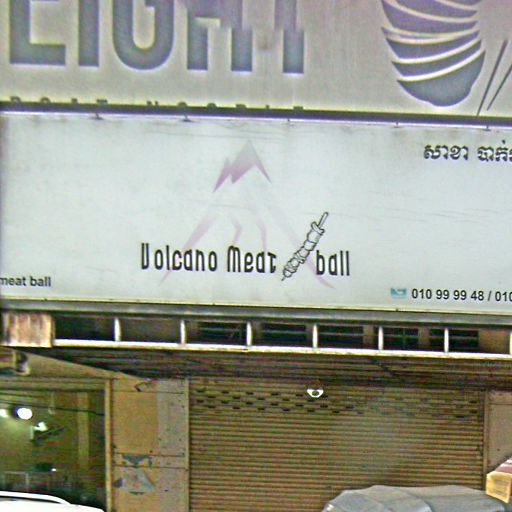 EIGHT
សាខា
Volcano Meat ball
meat ball
010 99 99 48 / 010